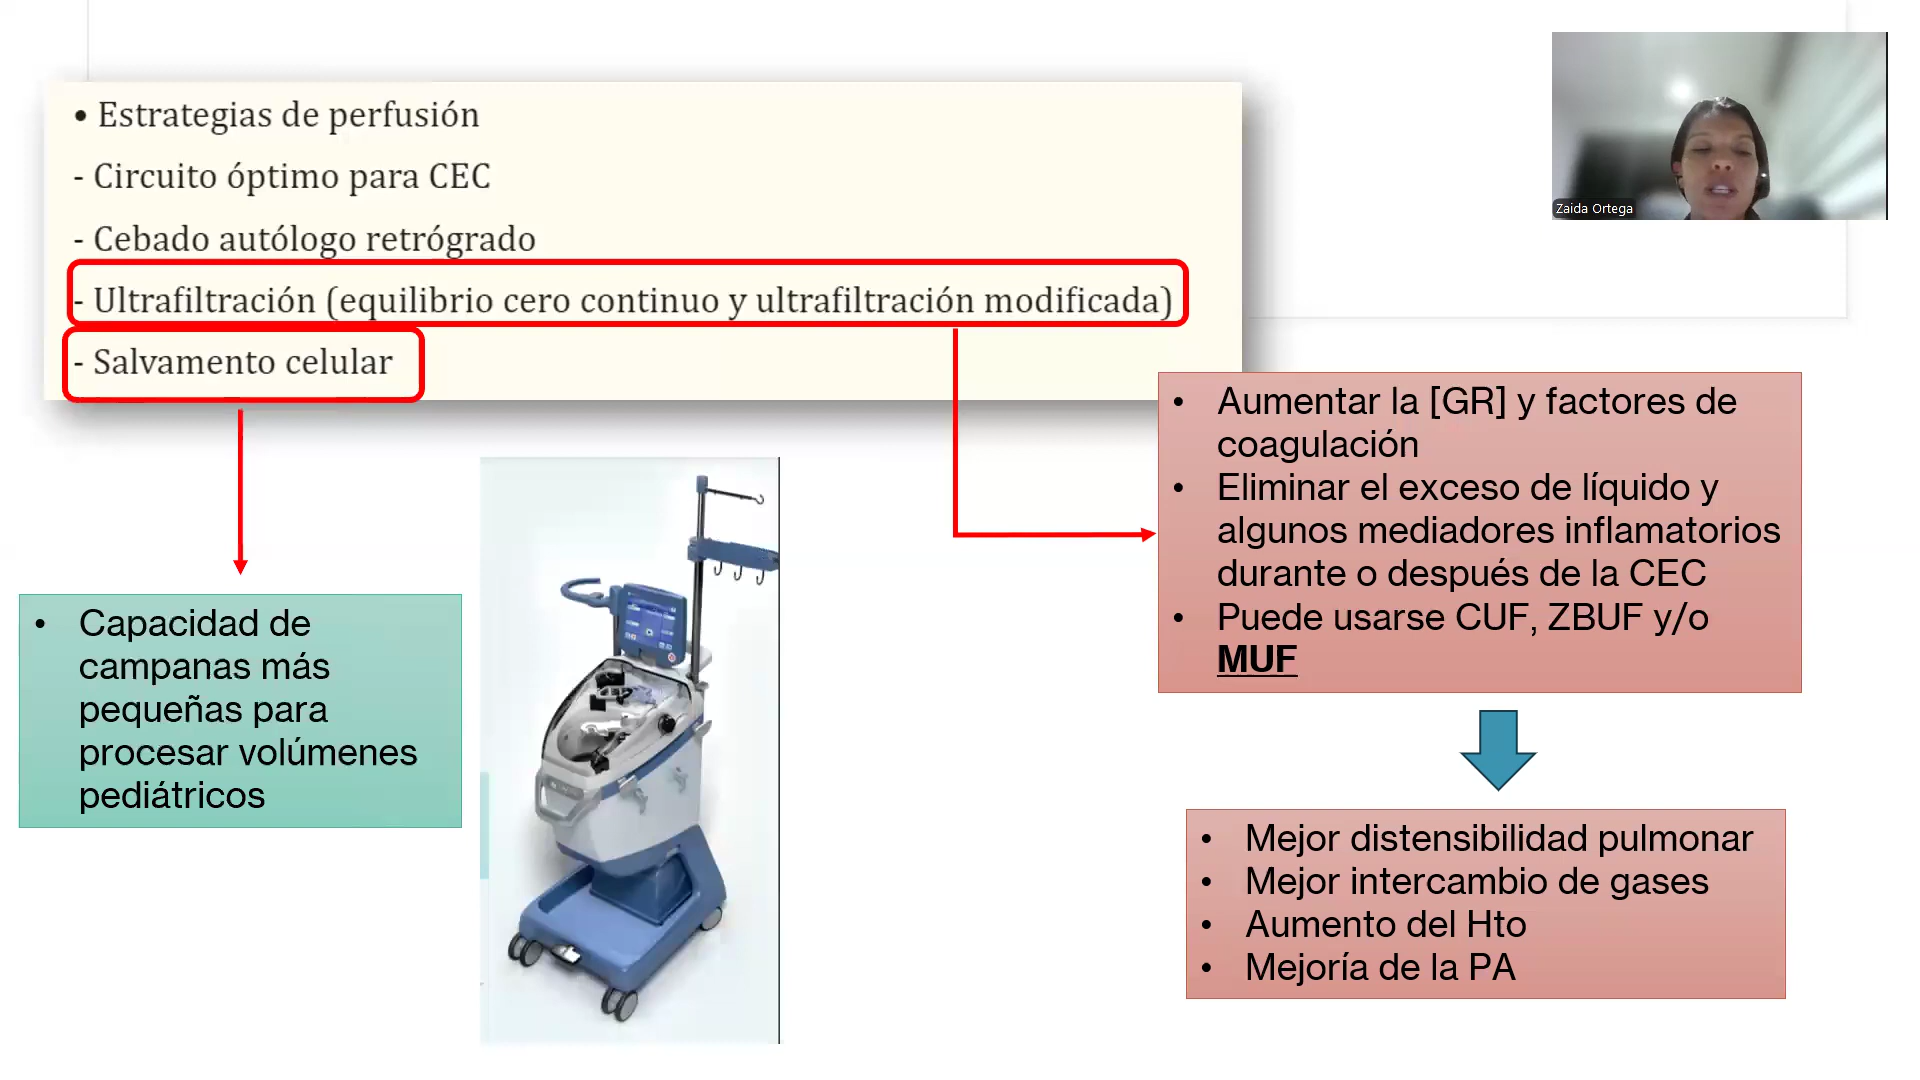 • Estrategias de perfusión
- Circuito óptimo para CEC
- Cebado autólogo retrógrado
- Ultrafiltración (equilibrio cero continuo y ultrafiltración modificada)
- Salvamento celular
Zaida Ortega
• Aumentar la [GR] y factores de
coagulación
• Eliminar el exceso de líquido y
algunos mediadores inflamatorios
durante o después de la CEC
• Puede usarse CUF, ZBUF y/o
MUF
• Capacidad de
campanas más
pequeñas para
procesar volúmenes
pediátricos
• Mejor distensibilidad pulmonar
• Mejor intercambio de gases
• Aumento del Hto
• Mejoría de la PA